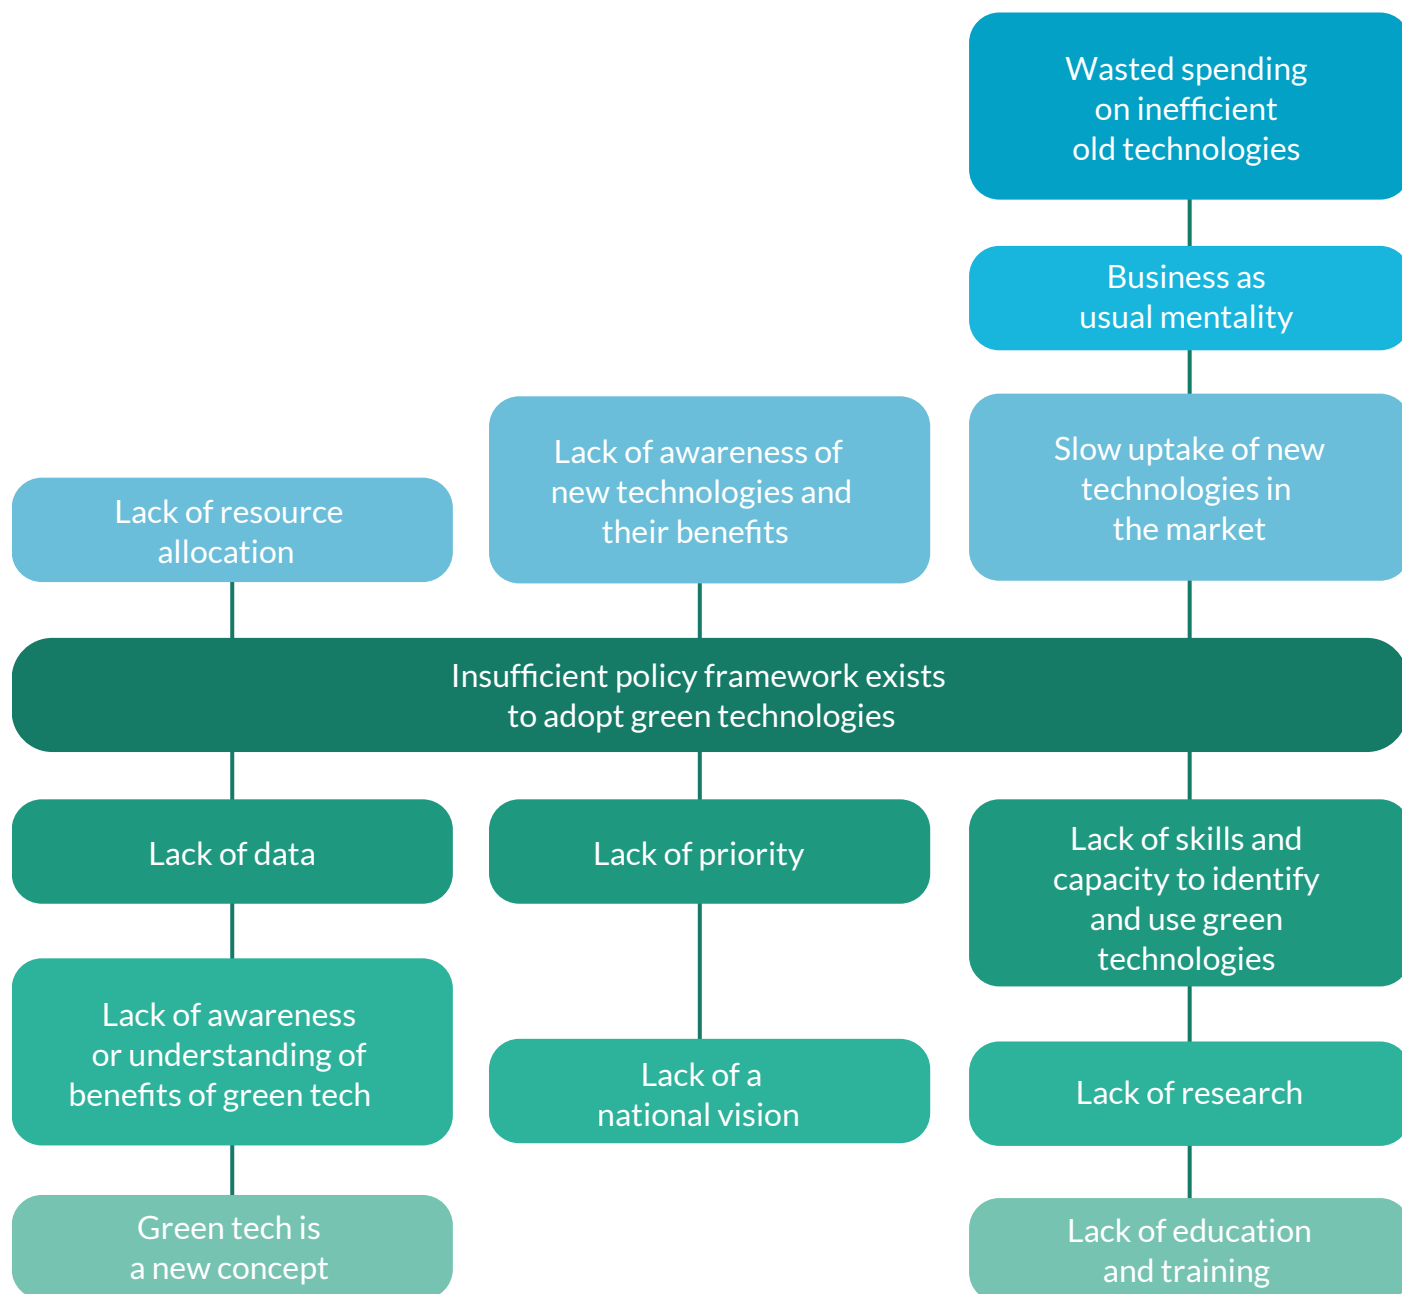 Wasted spending
on inefficient
old technologies
Business as
usual mentality
Lack of resource
allocation
Lack of awareness of
new technologies and
their benefits
Slow uptake of new
technologies in
the market
Insufficient policy framework exists
to adopt green technologies
Lack of data
Lack of priority
Lack of skills and
capacity to identify
and use green
technologies
Lack of awareness
or understanding of
benefits of green tech
Lack of a
national vision
Lack of research
Green tech is
a new concept
Lack of education
and training